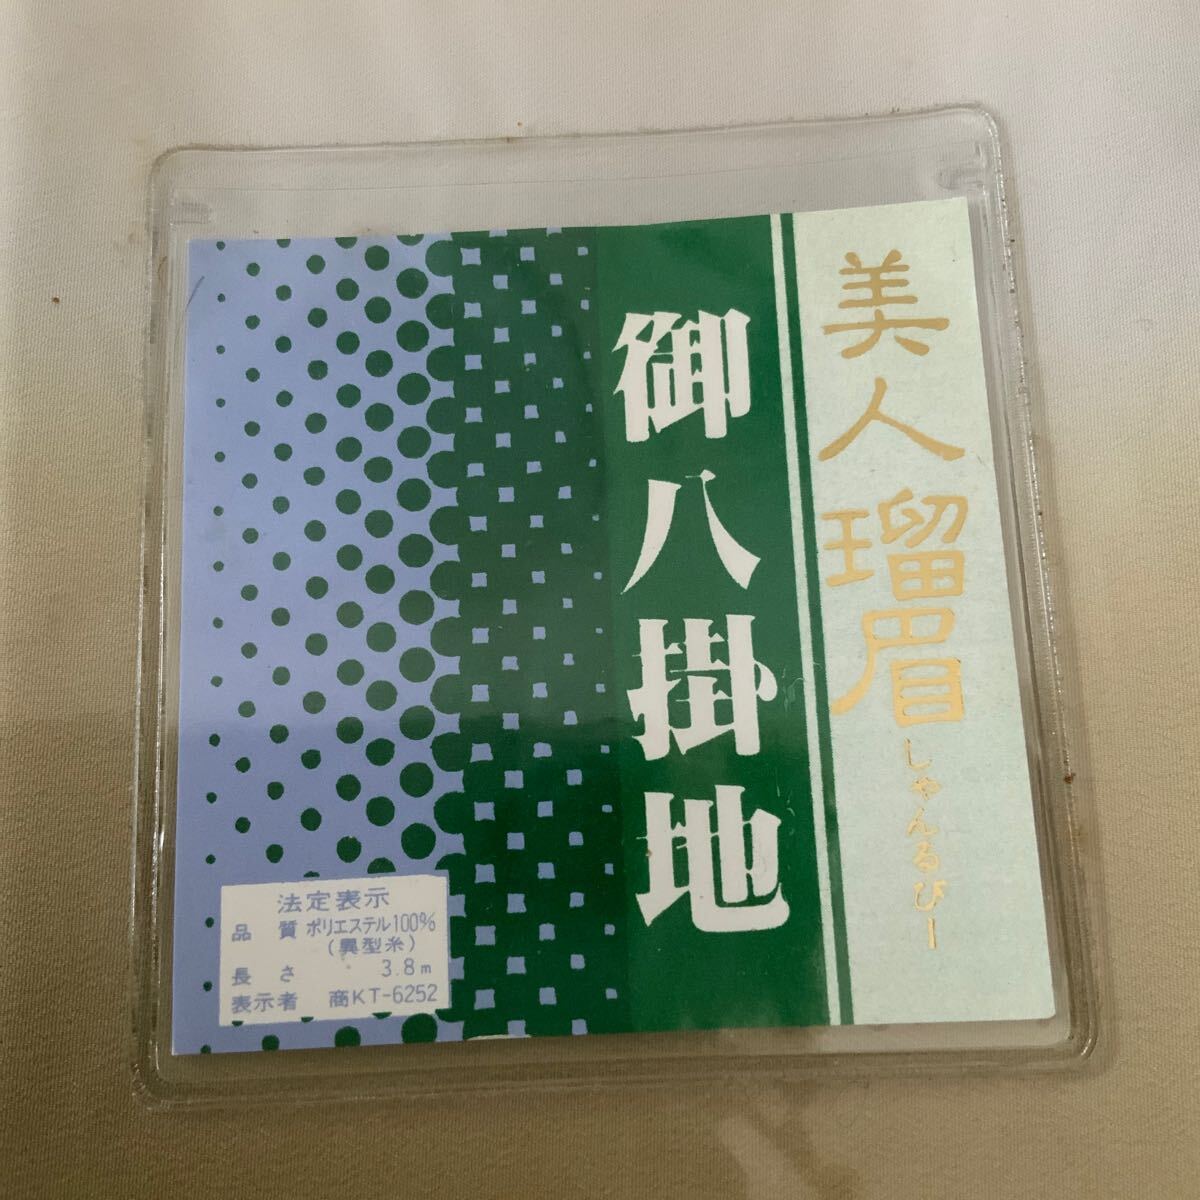 美人瑠眉
しゃんるびー
御八掛地
法定表示
品質 ポリエステル100%
(異型糸)
長さ 3.8m
表示者 商KT-6252